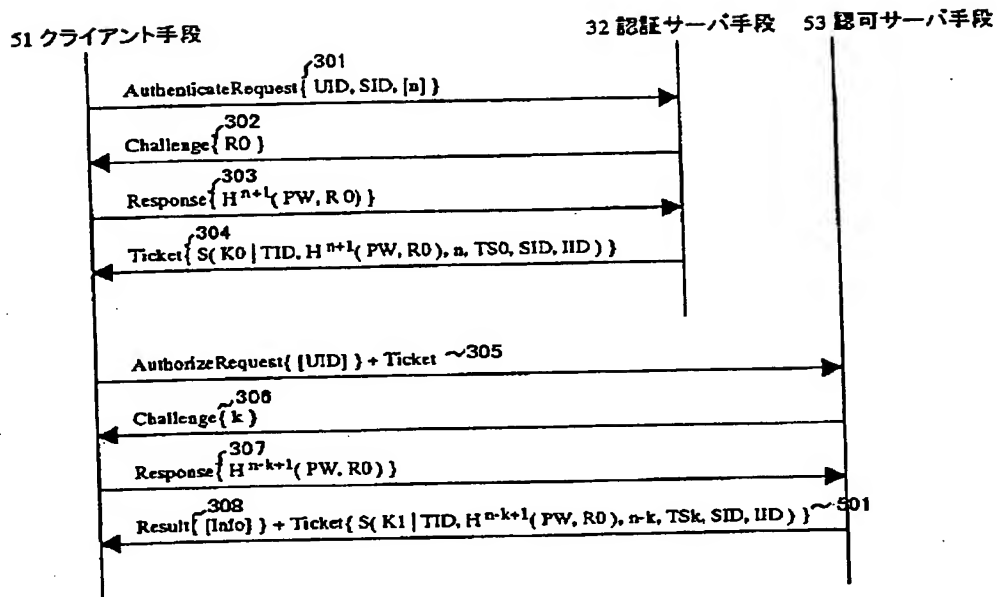 51 クライアント手段
32 認証サーバ手段
53 認可サーバ手段
301
AuthenticateRequest{ UID, SID, [n] }
302
Challenge{ R0 }
303
Response{ H^n+1( PW, R0) }
304
Ticket{ S( K0 | TID, H^n+1( PW, R0), n, TS0, SID, IID ) }
AuthorizeRequest{ [UID] } + Ticket ～305
306
Challenge{ k }
307
Response{ H^n-k+1( PW, R0) }
308
Result{ [Info] } + Ticket{ S( K1 | TID, H^n-k+1( PW, R0), n-k, TSk, SID, IID ) } ～501